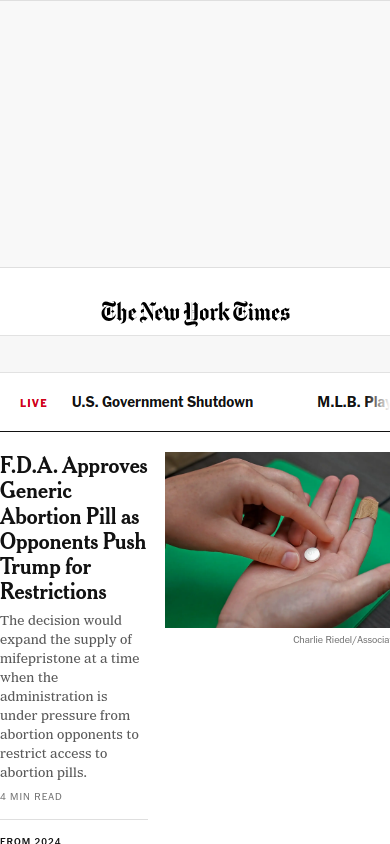 The New York Times
LIVE
U.S. Government Shutdown
M.L.B. Play
F.D.A. Approves
Generic
Abortion Pill as
Opponents Push
Trump for
Restrictions
The decision would
expand the supply of
mifepristone at a time
when the
administration is
under pressure from
abortion opponents to
restrict access to
abortion pills.
4 MIN READ
Charlie Riedel/Associa
FROM 2024